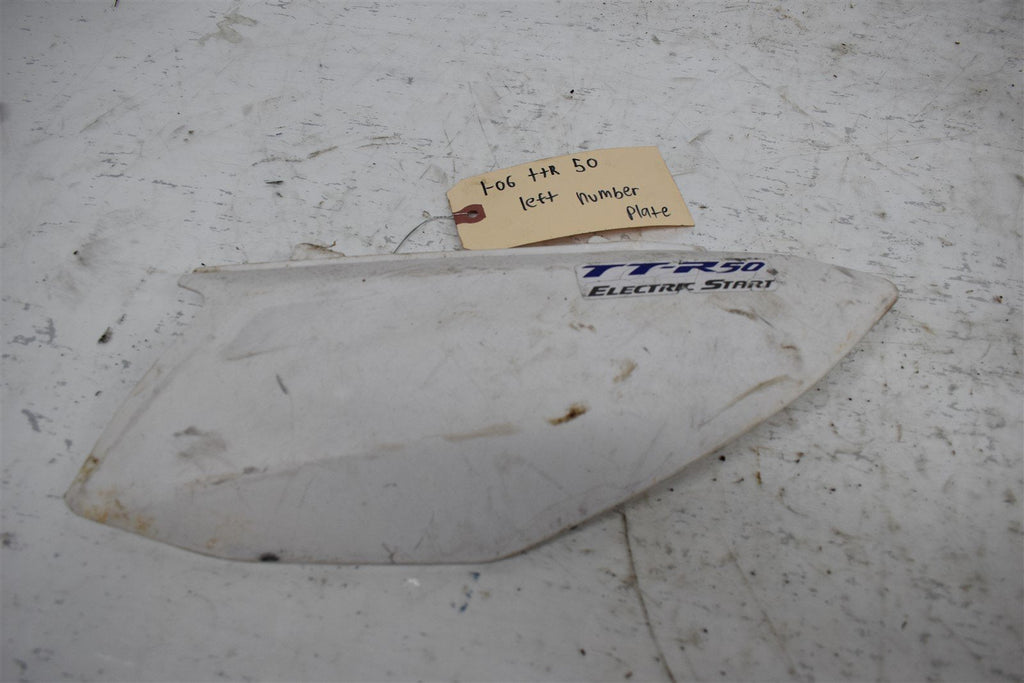 1-06 ttR 50
left number
plate
TT-R50
ELECTRIC START